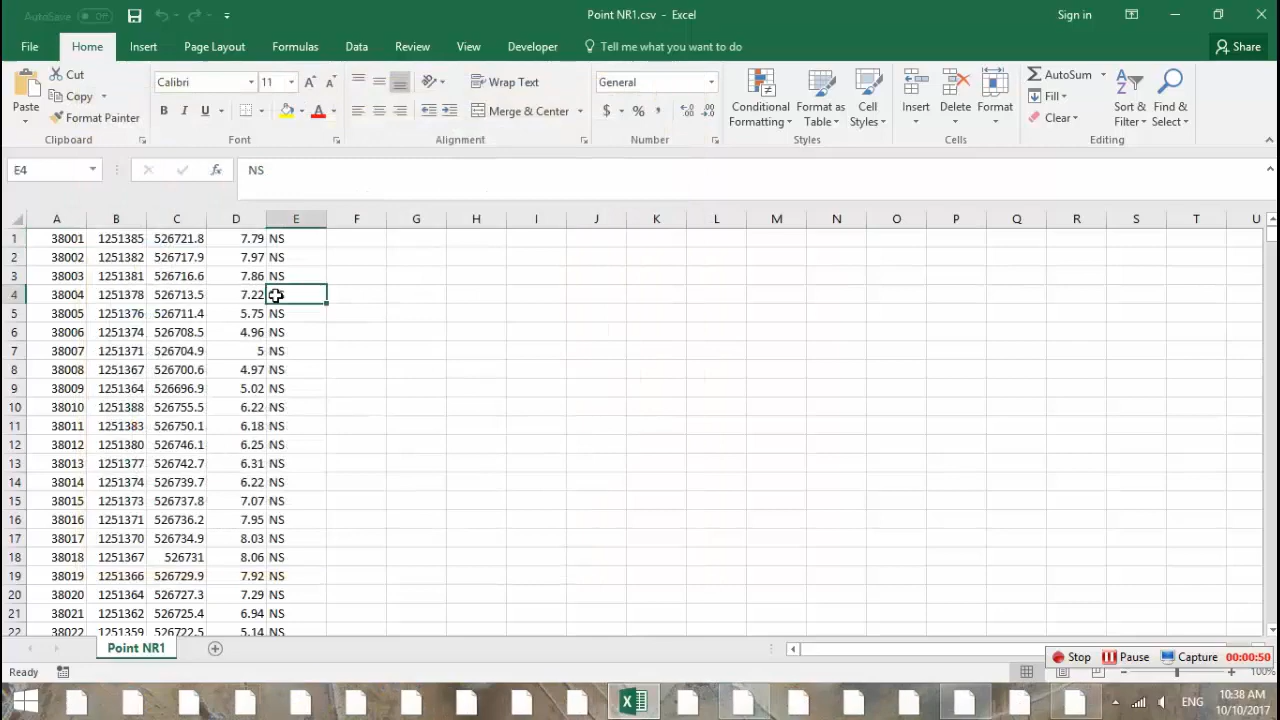 AutoSave Off
Point NR1.csv - Excel
Sign in
File Home Insert Page Layout Formulas Data Review View Developer Tell me what you want to do Share
Paste
Cut
Copy
Format Painter
Clipboard
Calibri 11
B I U
Font
Wrap Text
Merge & Center
Alignment
General
$ % ,
Number
Conditional Formatting
Format as Table
Cell Styles
Styles
Insert
Delete
Format
Cells
AutoSum
Fill
Clear
Sort & Filter
Find & Select
Editing
E4 fx NS
A B C D E F G H I J K L M N O P Q R S T U
1 38001 1251385 526721.8 7.79 NS
2 38002 1251382 526717.9 7.97 NS
3 38003 1251381 526716.6 7.86 NS
4 38004 1251378 526713.5 7.22
5 38005 1251376 526711.4 5.75 NS
6 38006 1251374 526708.5 4.96 NS
7 38007 1251371 526704.9 5 NS
8 38008 1251367 526700.6 4.97 NS
9 38009 1251364 526696.9 5.02 NS
10 38010 1251388 526755.5 6.22 NS
11 38011 1251383 526750.1 6.18 NS
12 38012 1251380 526746.1 6.25 NS
13 38013 1251377 526742.7 6.31 NS
14 38014 1251374 526739.7 6.22 NS
15 38015 1251373 526737.8 7.07 NS
16 38016 1251371 526736.2 7.95 NS
17 38017 1251370 526734.9 8.03 NS
18 38018 1251367 526731 8.06 NS
19 38019 1251366 526729.9 7.92 NS
20 38020 1251364 526727.3 7.29 NS
21 38021 1251362 526725.4 6.94 NS
22 38022 1251359 526722.5 5.14 NS
Point NR1
Stop Pause Capture 00:00:50
Ready
100%
ENG
10:38 AM
10/10/2017